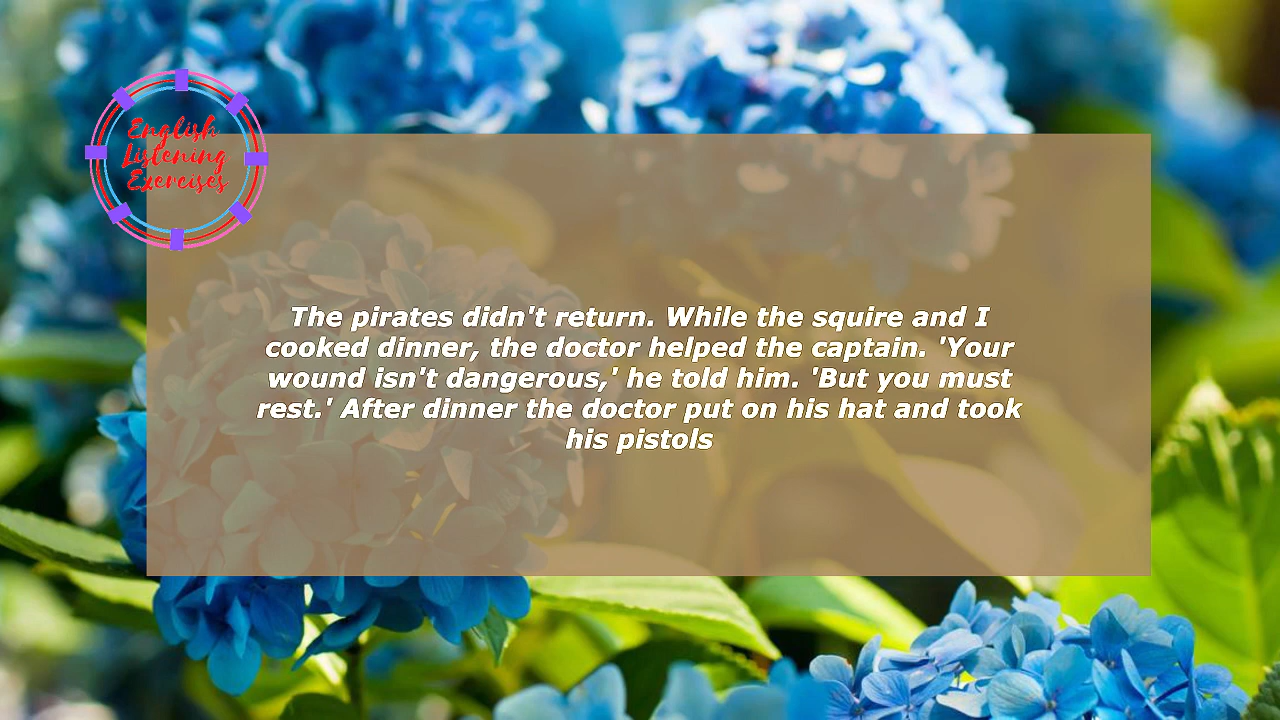 English
Listening
Exercises
The pirates didn't return. While the squire and I
cooked dinner, the doctor helped the captain. 'Your
wound isn't dangerous,' he told him. 'But you must
rest.' After dinner the doctor put on his hat and took
his pistols